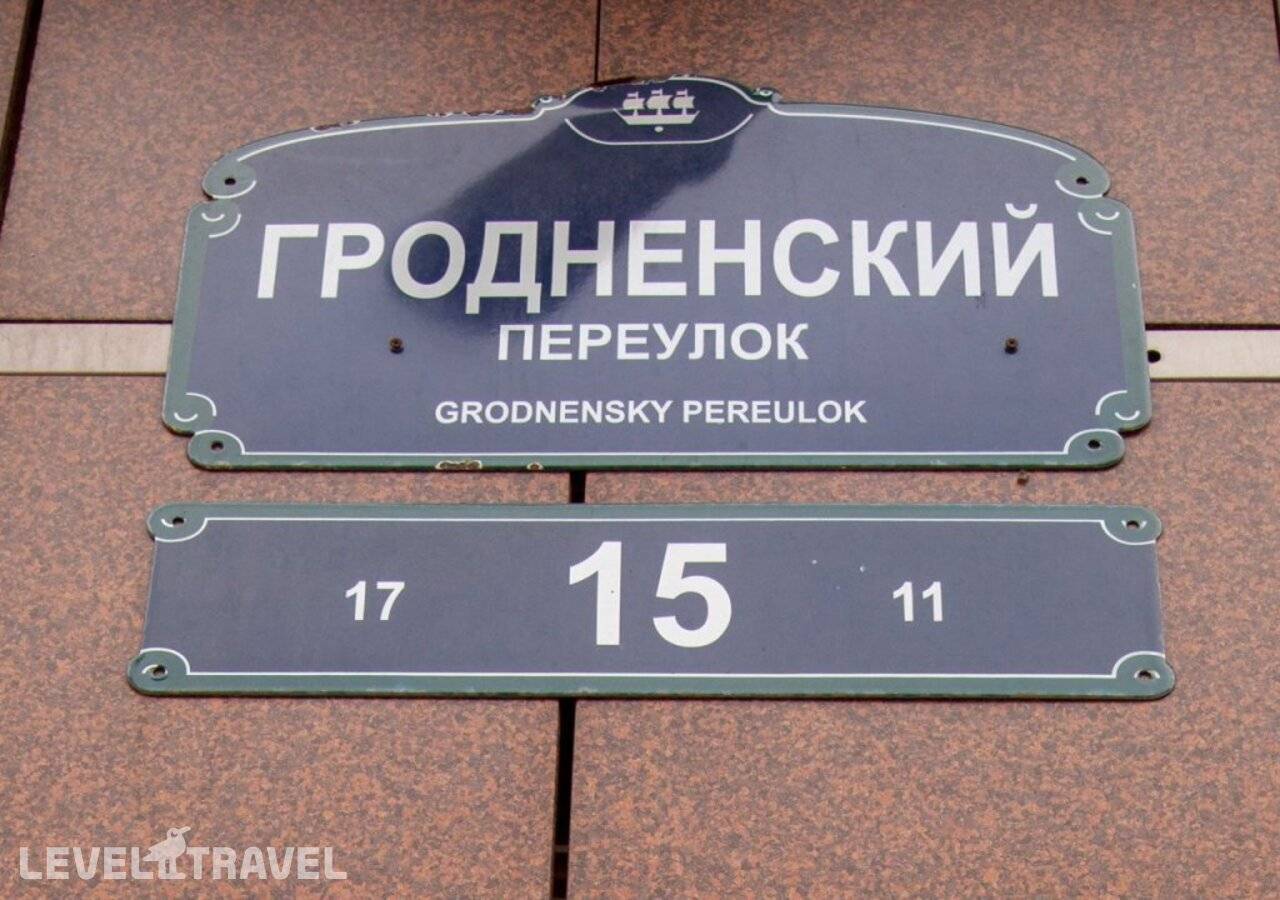 ГРОДНЕНСКИЙ
ПЕРЕУЛОК
GRODNENSKY PEREULOK
17 15 11
LEVEL TRAVEL